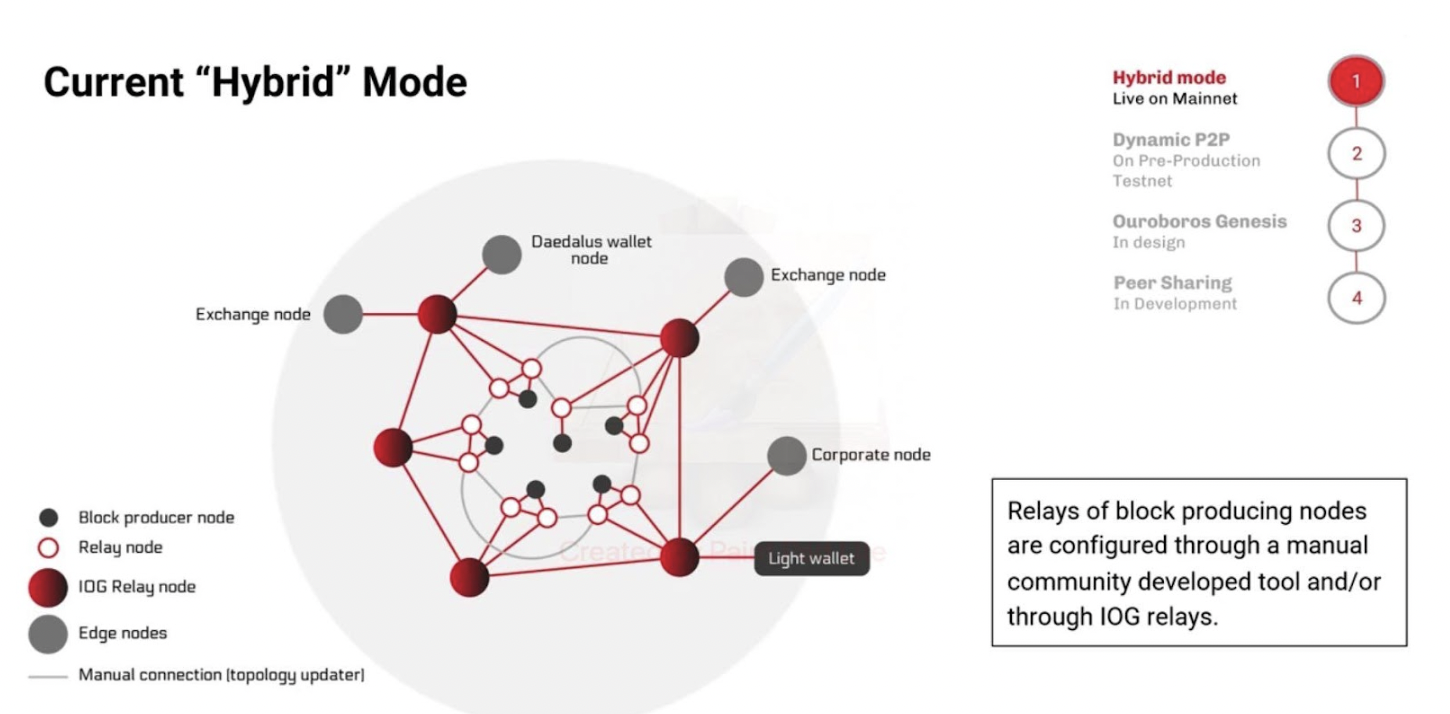 Current “Hybrid” Mode
Hybrid mode
Live on Mainnet
1
Dynamic P2P
On Pre-Production
Testnet
2
Ouroboros Genesis
In design
3
Peer Sharing
In Development
4
Daedalus wallet
node
Exchange node
Exchange node
Corporate node
Light wallet
Block producer node
Relay node
IOG Relay node
Edge nodes
Manual connection (topology updater)
Relays of block producing nodes
are configured through a manual
community developed tool and/or
through IOG relays.
Created